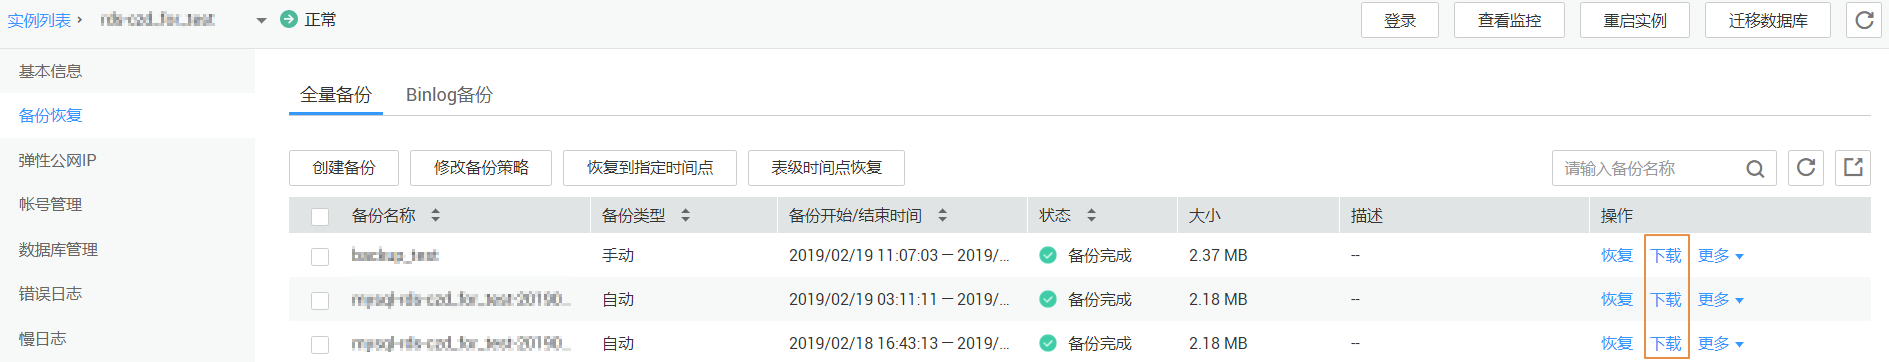 实例列表 › rds-czd_for_test 正常 登录 查看监控 重启实例 迁移数据库
基本信息
备份恢复
弹性公网IP
帐号管理
数据库管理
错误日志
慢日志
全量备份 Binlog备份
创建备份 修改备份策略 恢复到指定时间点 表级时间点恢复 请输入备份名称
备份名称 备份类型 备份开始/结束时间 状态 大小 描述 操作
backup_test 手动 2019/02/19 11:07:03 – 2019/... 备份完成 2.37 MB -- 恢复 下载 更多
mysql-rds-czd_for_test-20190... 自动 2019/02/19 03:11:11 – 2019/... 备份完成 2.18 MB -- 恢复 下载 更多
mysql-rds-czd_for_test-20190... 自动 2019/02/18 16:43:13 – 2019/... 备份完成 2.18 MB -- 恢复 下载 更多